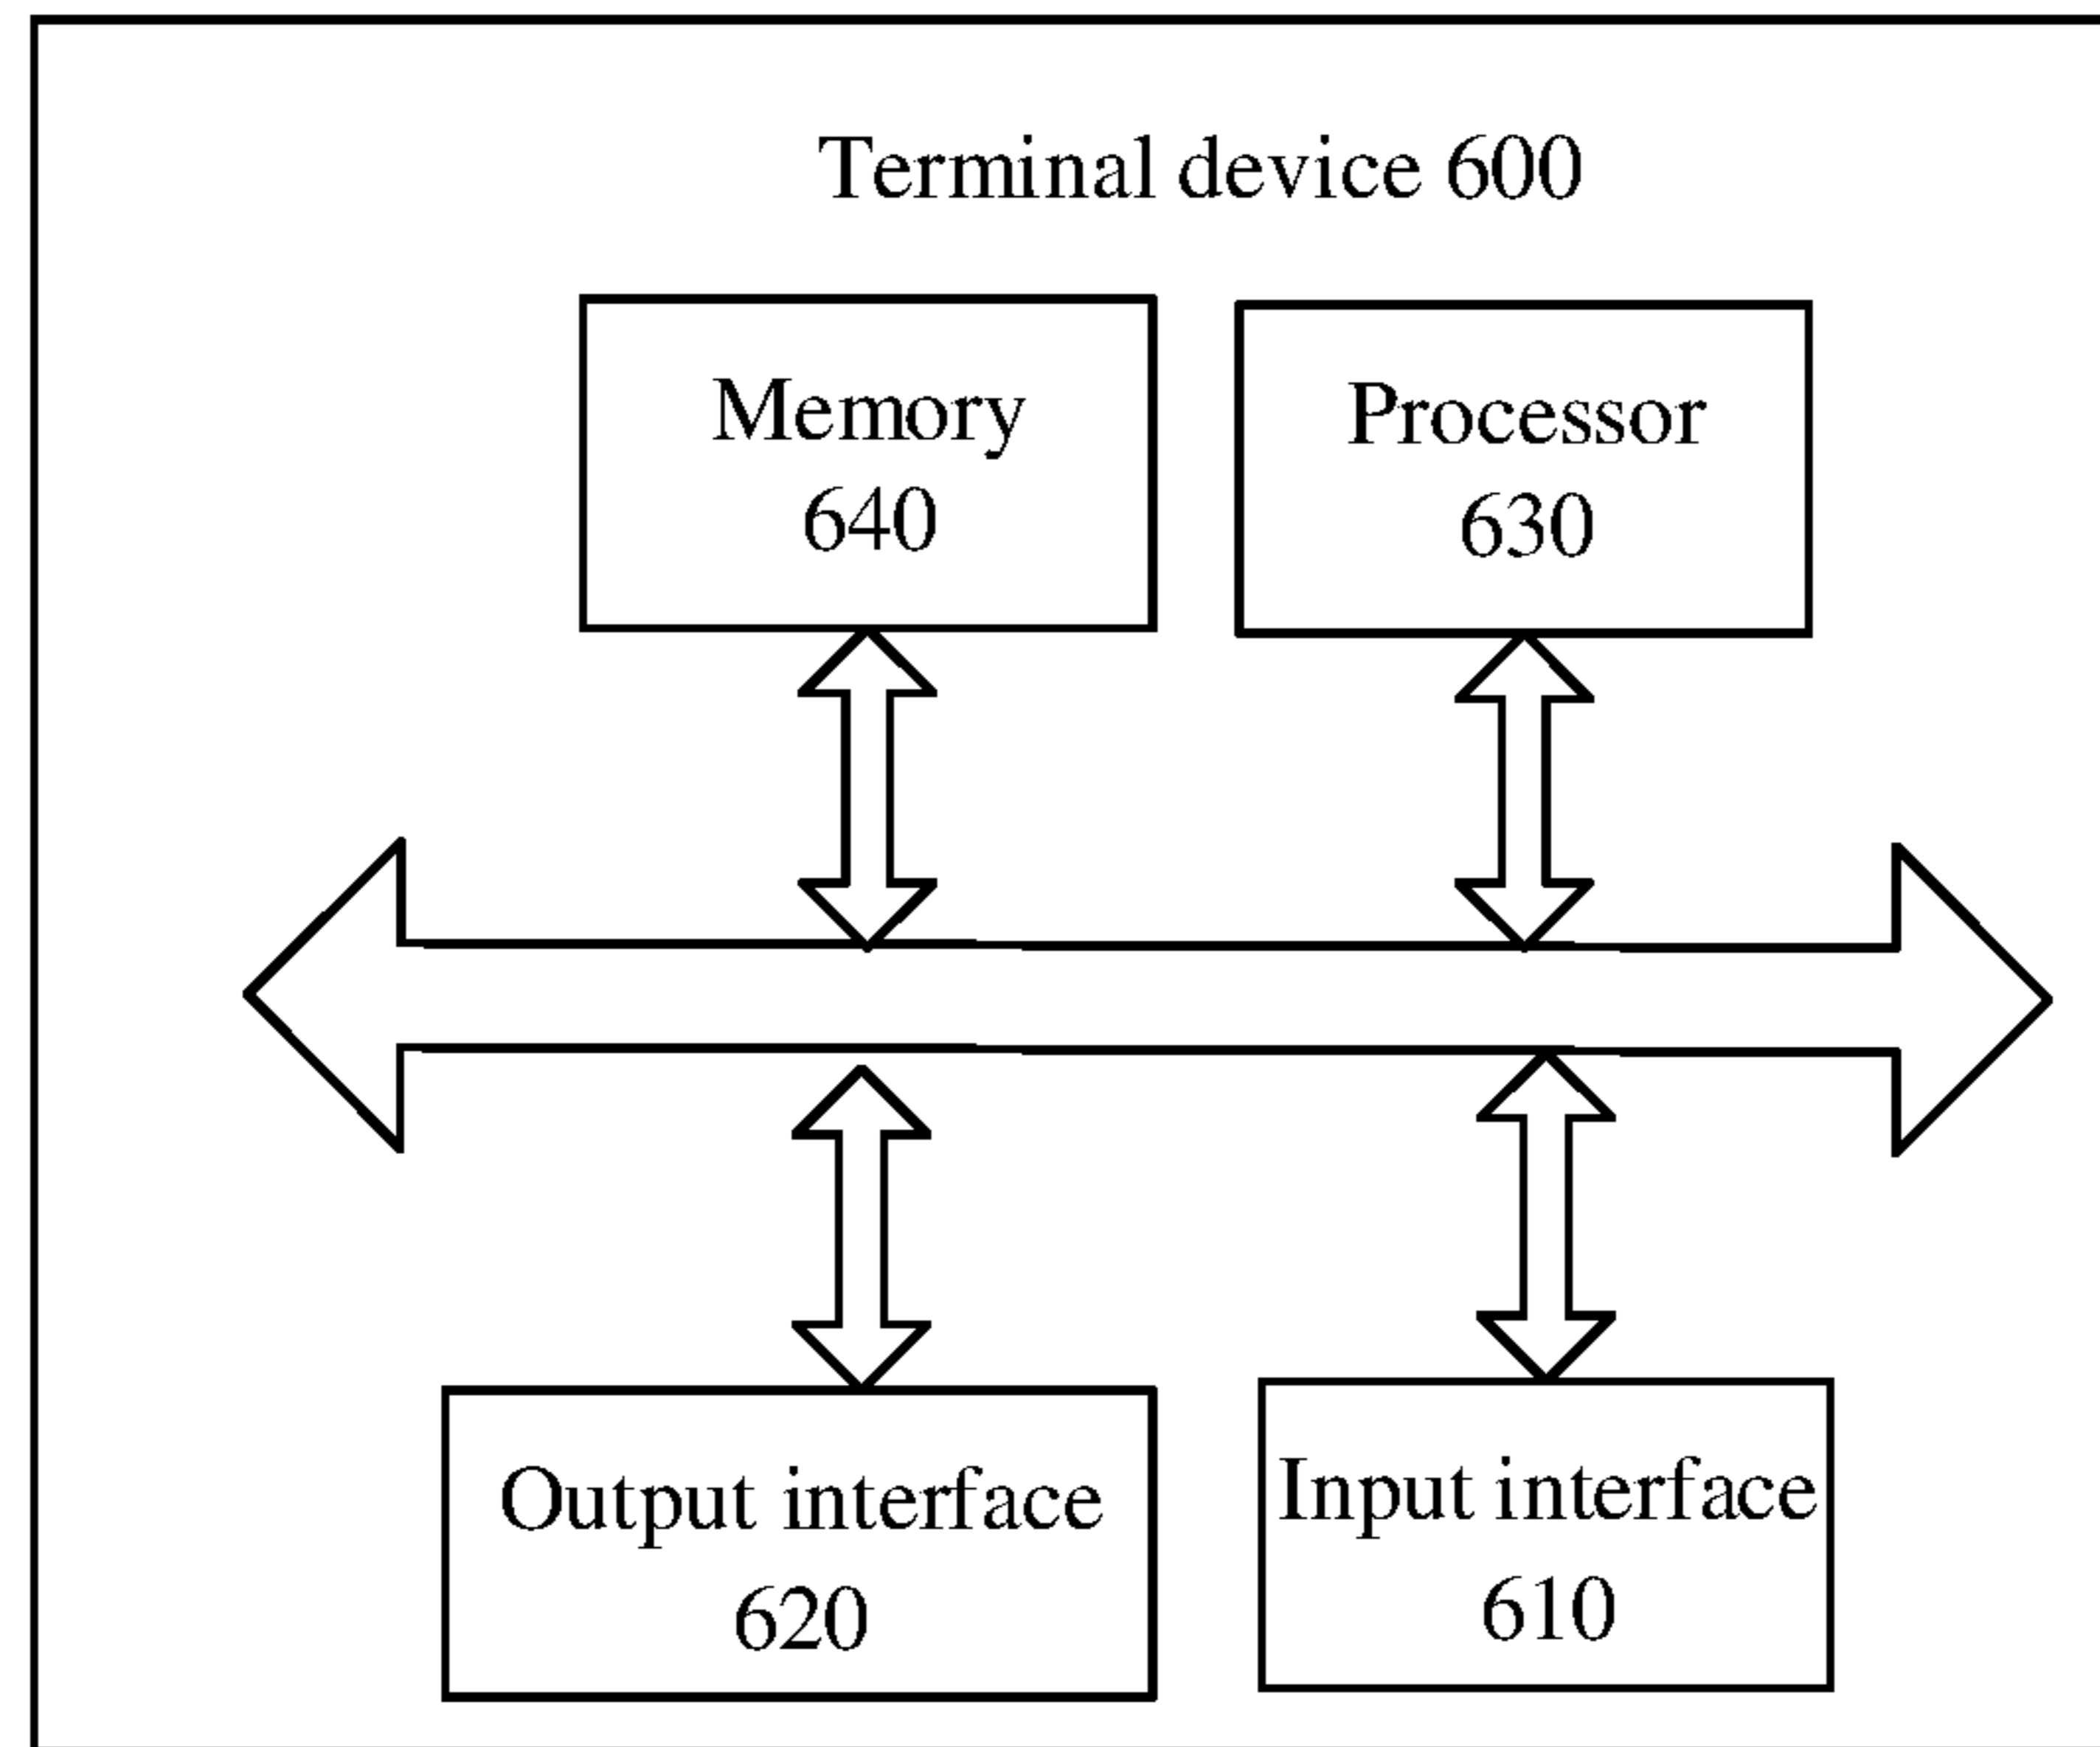 Terminal device 600
Memory
640
Processor
630
Output interface
620
Input interface
610